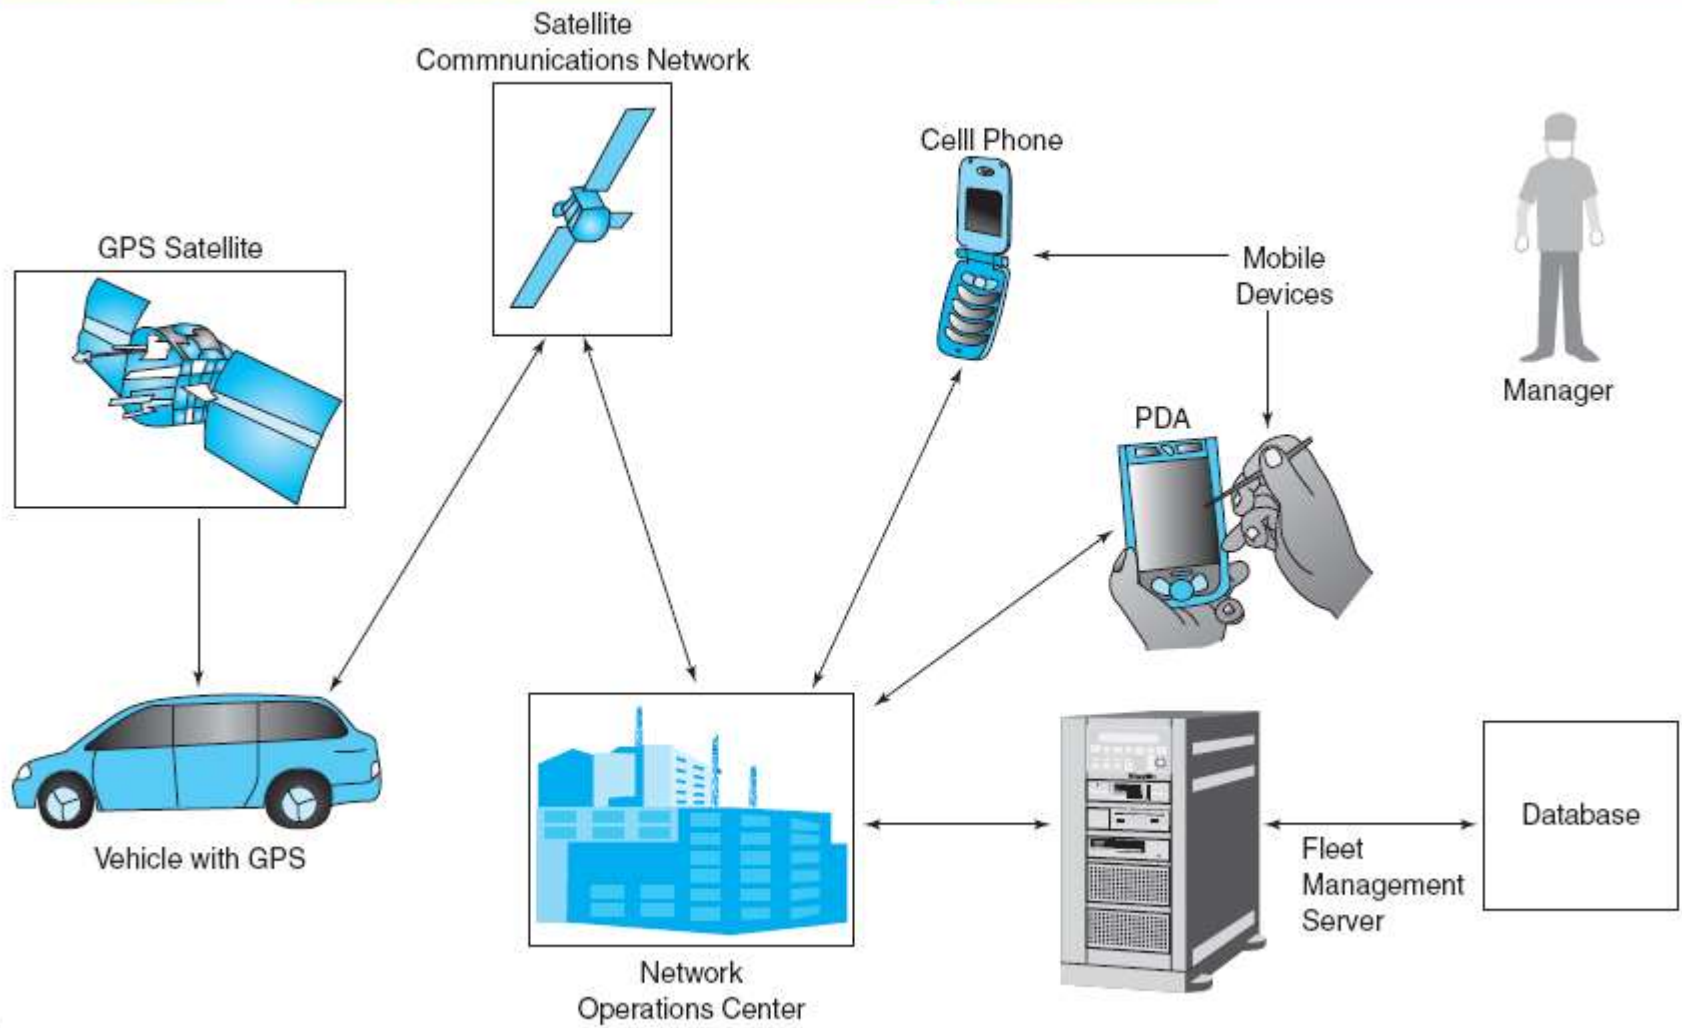 Satellite
Commnunications Network
Celll Phone
GPS Satellite
Mobile
Devices
Manager
PDA
Vehicle with GPS
Database
Fleet
Management
Server
Network
Operations Center